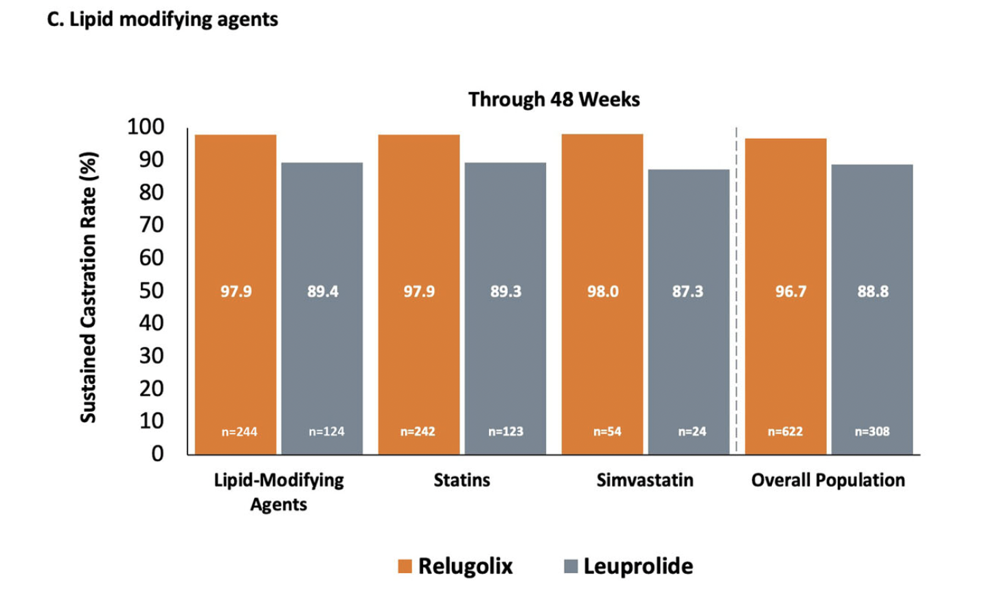 C. Lipid modifying agents
Through 48 Weeks
Sustained Castration Rate (%)
100
90
80
70
60
50
40
30
20
10
0
97.9
89.4
97.9
89.3
98.0
87.3
96.7
88.8
n=244
n=124
n=242
n=123
n=54
n=24
n=622
n=308
Lipid-Modifying
Agents
Statins
Simvastatin
Overall Population
Relugolix
Leuprolide